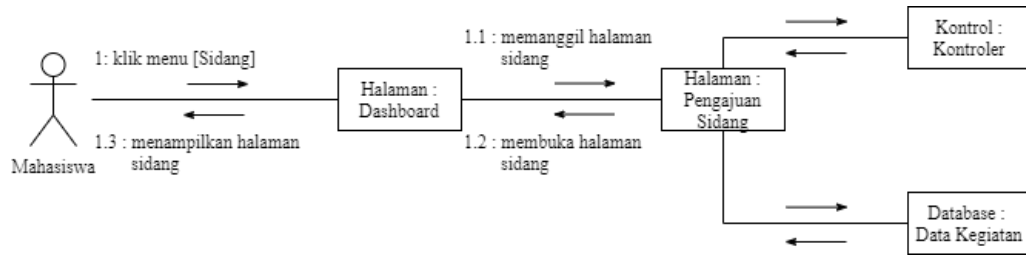 1: klik menu [Sidang]
1.3 : menampilkan halaman
sidang
Mahasiswa
Halaman :
Dashboard
1.1 : memanggil halaman
sidang
1.2 : membuka halaman
sidang
Halaman :
Pengajuan
Sidang
Kontrol :
Kontroler
Database :
Data Kegiatan